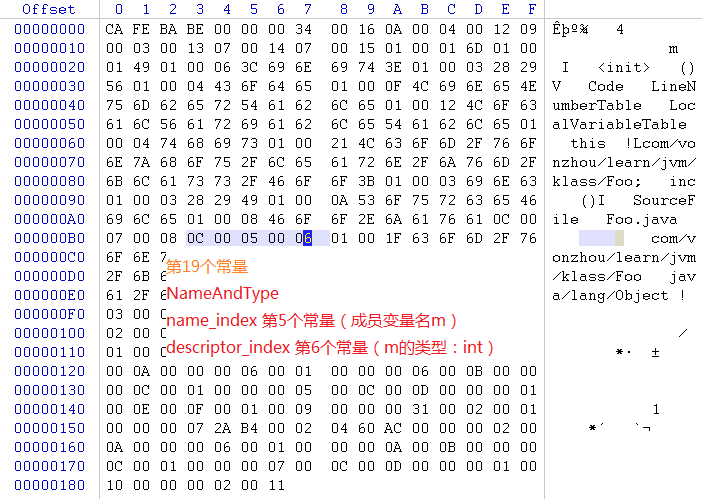 Offset 0 1 2 3 4 5 6 7 8 9 A B C D E F
00000000 CA FE BA BE 00 00 00 34 00 16 0A 00 04 00 12 09 Êþº¾ 4
00000010 00 03 00 13 07 00 14 07 00 15 01 00 01 6D 01 00 m
00000020 01 49 01 00 06 3C 69 6E 69 74 3E 01 00 03 28 29 I <init> ()
00000030 56 01 00 04 43 6F 64 65 01 00 0F 4C 69 6E 65 4E V Code LineN
00000040 75 6D 62 65 72 54 61 62 6C 65 01 00 12 4C 6F 63 umberTable Loc
00000050 61 6C 56 61 72 69 61 62 6C 65 54 61 62 6C 65 01 alVariableTable
00000060 00 04 74 68 69 73 01 00 21 4C 63 6F 6D 2F 76 6F this !Lcom/vo
00000070 6E 7A 68 6F 75 2F 6C 65 61 72 6E 2F 6A 76 6D 2F nzhou/learn/jvm/
00000080 6B 6C 61 73 73 2F 46 6F 6F 3B 01 00 03 69 6E 63 klass/Foo; inc
00000090 01 00 03 28 29 49 01 00 0A 53 6F 75 72 63 65 46 ()I SourceF
000000A0 69 6C 65 01 00 08 46 6F 6F 2E 6A 61 76 61 0C 00 ile Foo.java
000000B0 07 00 08 0C 00 05 00 06 01 00 1F 63 6F 6D 2F 76 com/v
000000C0 6F 6E 7 onzhou/learn/jvm
000000D0 2F 6B 6 /klass/Foo java
000000E0 61 2F 6 a/lang/Object !
000000F0 03 00 0
00000100 02 00 0 /
00000110 01 00 0 *· ±
第19个常量
NameAndType
name_index 第5个常量（成员变量名m）
descriptor_index 第6个常量（m的类型：int）
00000120 00 0A 00 00 00 06 00 01 00 00 00 06 00 0B 00 00
00000130 00 0C 00 01 00 00 00 05 00 0C 00 0D 00 00 00 01
00000140 00 0E 00 0F 00 01 00 09 00 00 00 31 00 02 00 01 1
00000150 00 00 00 07 2A B4 00 02 04 60 AC 00 00 00 02 00 *´ `¬
00000160 0A 00 00 00 06 00 01 00 00 00 0A 00 0B 00 00 00
00000170 0C 00 01 00 00 00 07 00 0C 00 0D 00 00 00 01 00
00000180 10 00 00 00 02 00 11